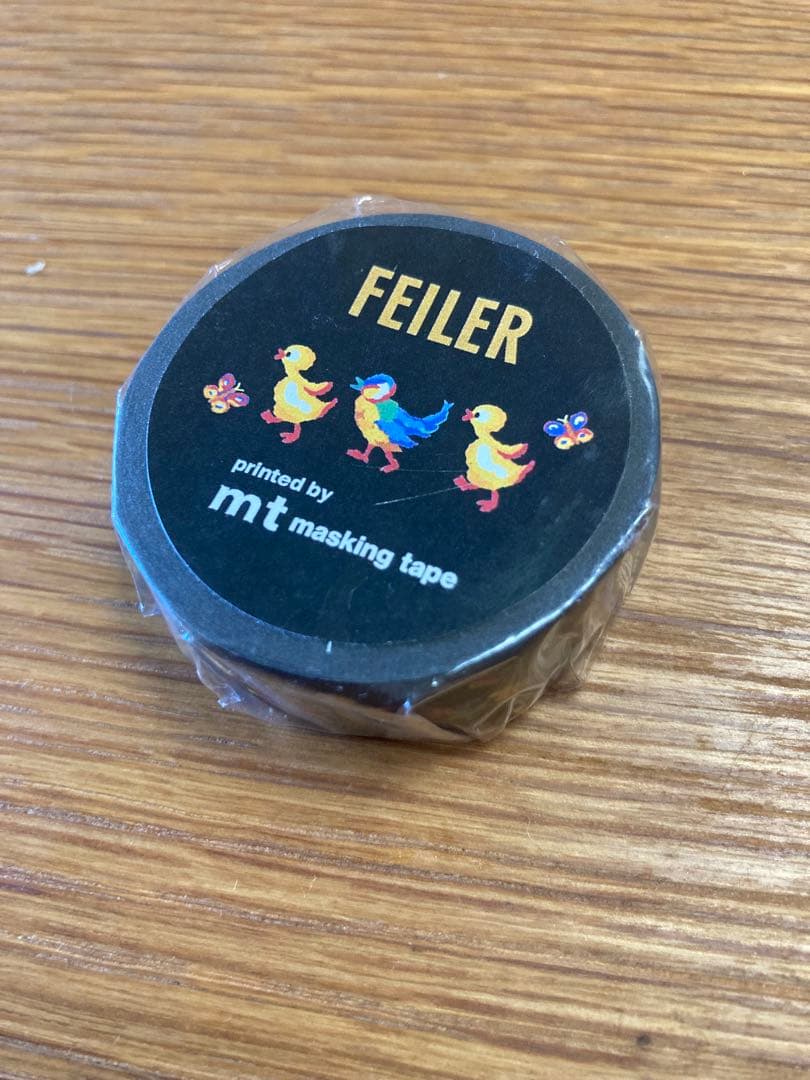 FEILER
printed by
mt masking tape